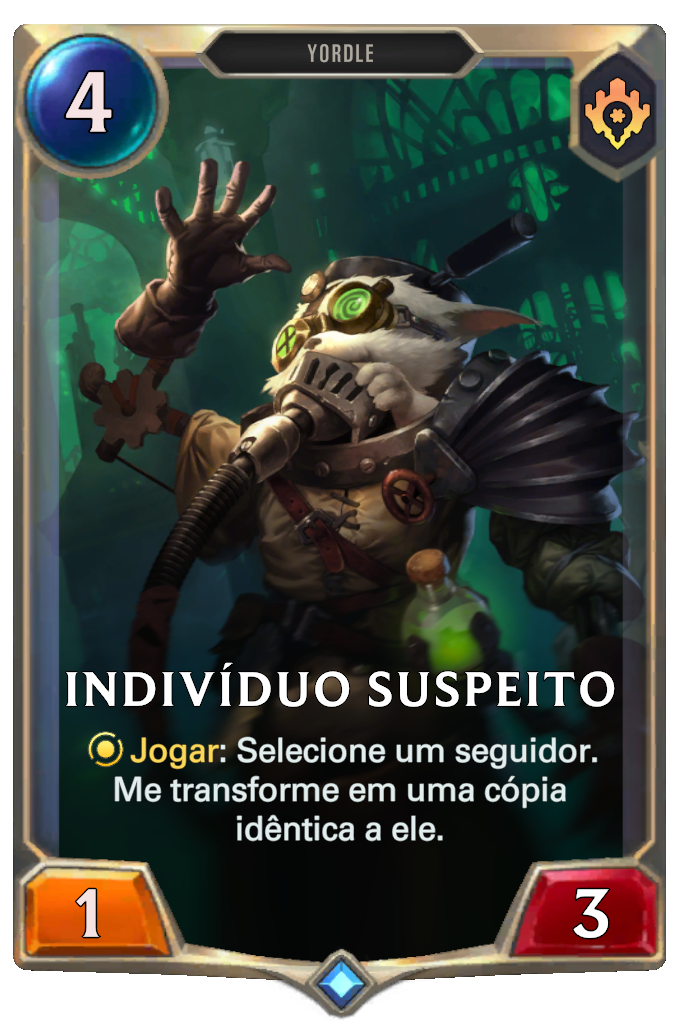 YORDLE
4
INDIVÍDUO SUSPEITO
Jogar: Selecione um seguidor.
Me transforme em uma cópia
idêntica a ele.
1
3